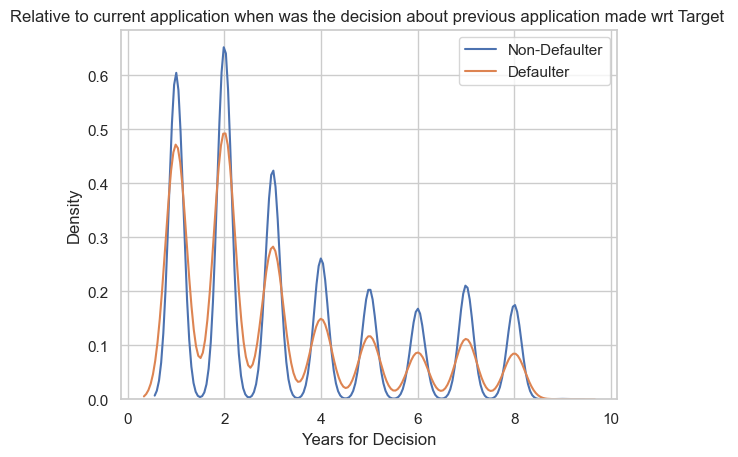 Relative to current application when was the decision about previous application made wrt Target
Non-Defaulter
Defaulter
0.6
0.5
0.4
0.3
0.2
0.1
0.0
Density
0
2
4
6
8
10
Years for Decision